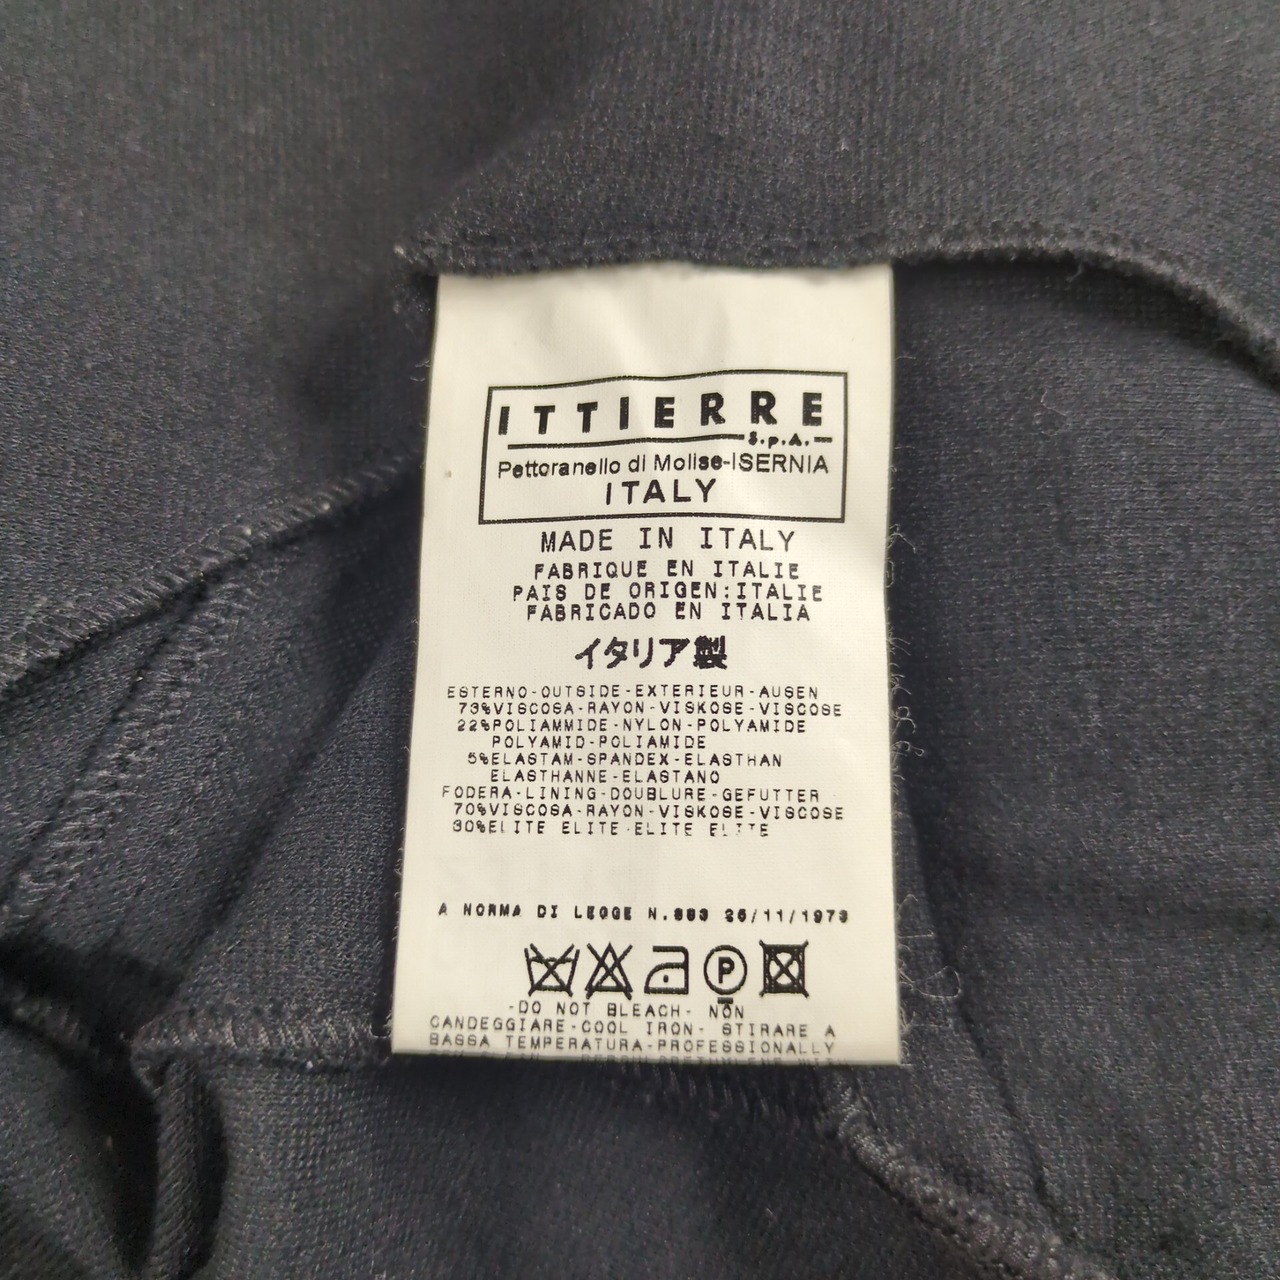 ITTIERRE
S.p.A.
Pettoranello di Molise-ISERNIA
ITALY
MADE IN ITALY
FABRIQUE EN ITALIE
PAIS DE ORIGEN:ITALIE
FABRICADO EN ITALIA
イタリア製
ESTERNO-OUTSIDE-EXTERIEUR-AUSEN
73%VISCOSA-RAYON-VISKOSE-VISCOSE
22%POLIAMMIDE-NYLON-POLYAMIDE
POLYAMID-POLIAMIDE
5%ELASTAM-SPANDEX-ELASTHAN
ELASTHANNE-ELASTANO
FODERA-LINING-DOUBLURE-GEFUTTER
70%VISCOSA-RAYON-VISKOSE-VISCOSE
30%ELITE ELITE-ELITE ELITE
A NORMA DI LEGGE N.883 26/11/1973
P
-DO NOT BLEACH- NON
CANDEGGIARE-COOL IRON- STIRARE A
BASSA TEMPERATURA-PROFESSIONALLY